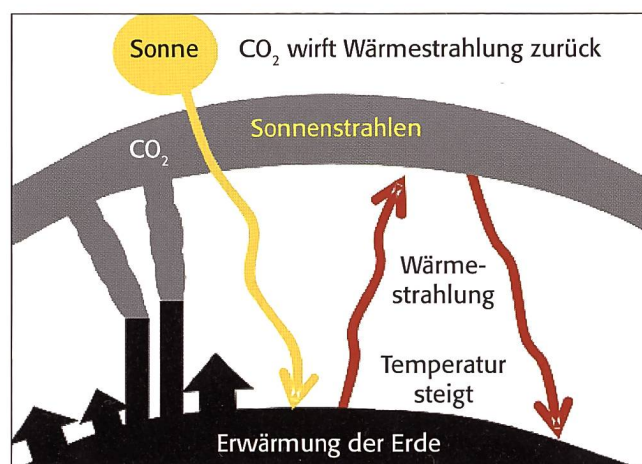 Sonne
CO₂ wirft Wärmestrahlung zurück
Sonnenstrahlen
CO₂
Wärme-
strahlung
Temperatur
steigt
Erwärmung der Erde